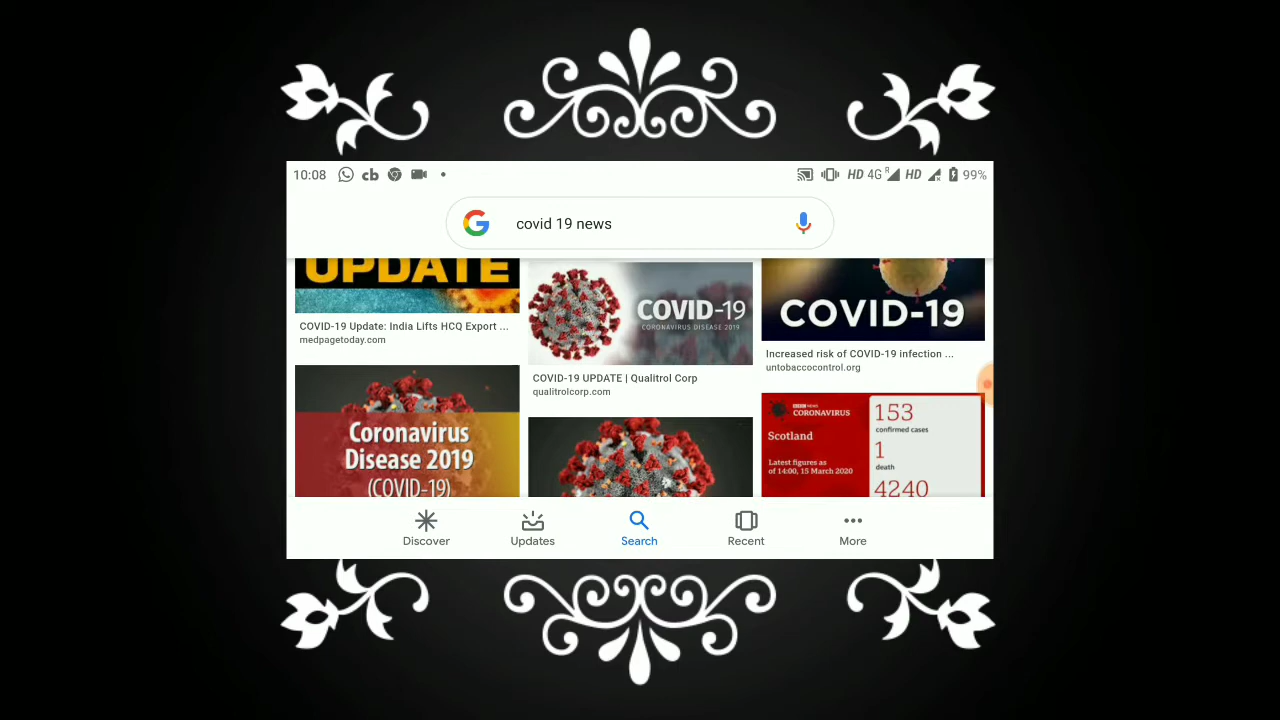 10:08
cb
HD 4G R HD 99%
covid 19 news
UPDATE
COVID-19 Update: India Lifts HCQ Export ...
medpagetoday.com
Coronavirus
Disease 2019
(COVID-19)
COVID-19
CORONAVIRUS DISEASE 2019
COVID-19 UPDATE | Qualitrol Corp
qualitrolcorp.com
COVID-19
Increased risk of COVID-19 infection ...
untobaccocontrol.org
BBC NEWS
CORONAVIRUS
Scotland
Latest figures as
of 14:00, 15 March 2020
153
confirmed cases
1
death
4240
Discover
Updates
Search
Recent
More